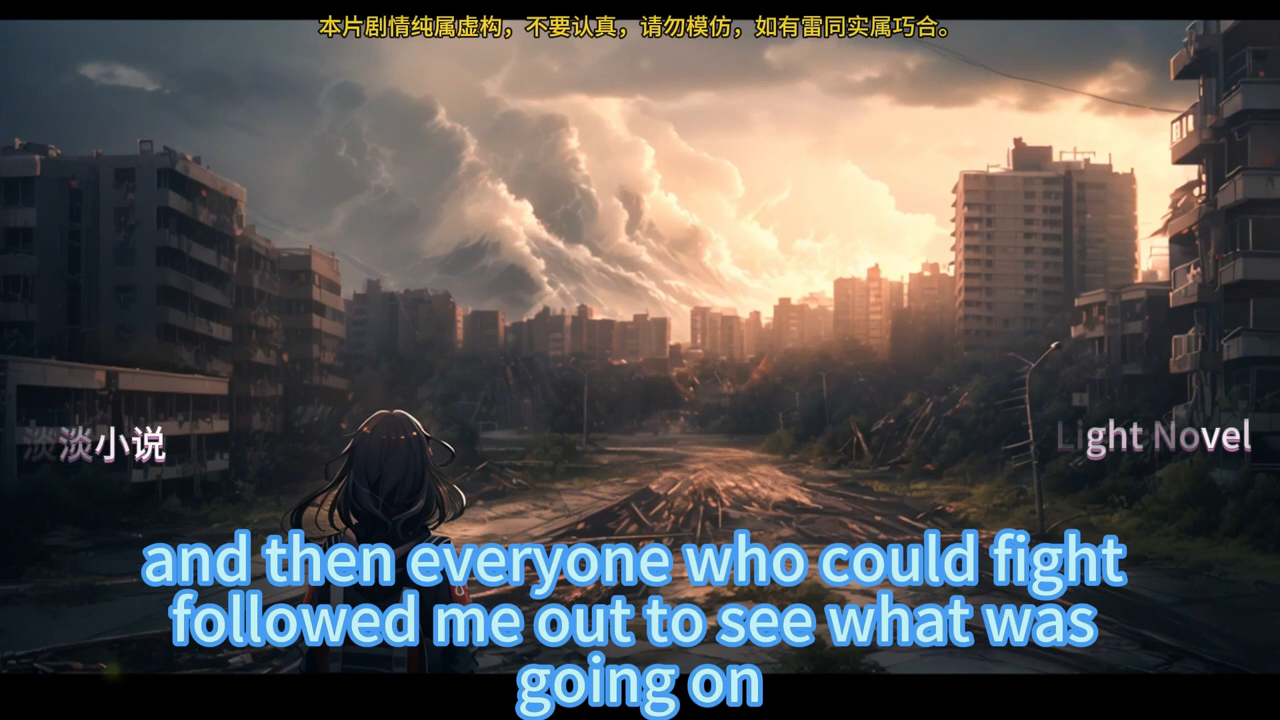 本片剧情纯属虚构，不要认真，请勿模仿，如有雷同实属巧合。
淡淡小说
Light Novel
and then everyone who could fight
followed me out to see what was
going on